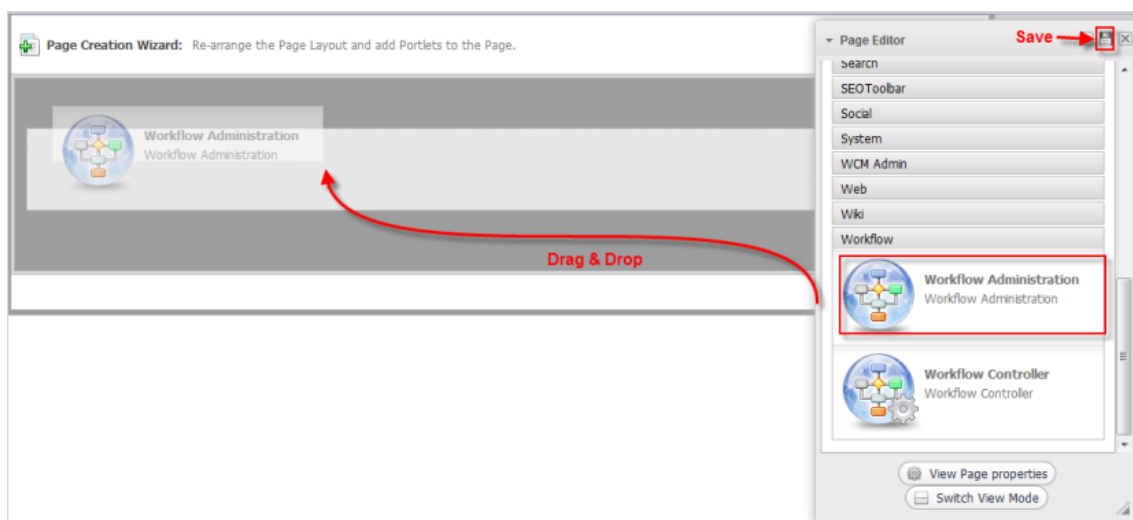 Page Creation Wizard: Re-arrange the Page Layout and add Portlets to the Page.
Workflow Administration
Workflow Administration
Drag & Drop
Page Editor
Save
Search
SEOToolbar
Social
System
WCM Admin
Web
Wiki
Workflow
Workflow Administration
Workflow Administration
Workflow Controller
Workflow Controller
View Page properties
Switch View Mode